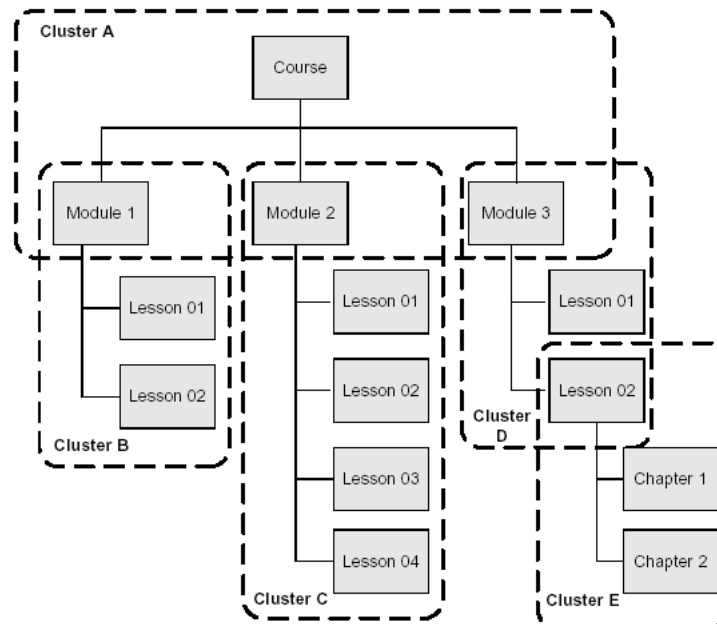 Cluster A
Course
Module 1
Module 2
Module 3
Lesson 01
Lesson 01
Lesson 01
Lesson 02
Lesson 02
Lesson 02
Cluster
D
Cluster B
Lesson 03
Chapter 1
Lesson 04
Chapter 2
Cluster C
Cluster E